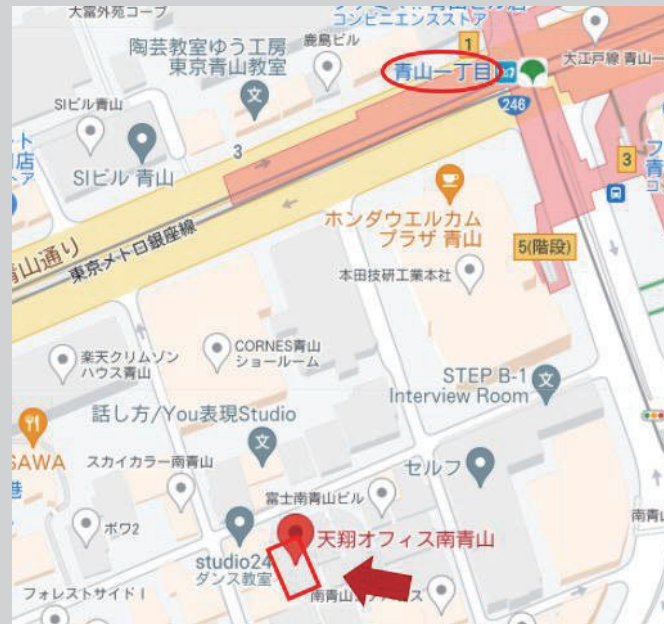 大富外苑コープ
コンビニエンスストア
陶芸教室ゆう工房
東京青山教室
鹿島ビル
1
青山一丁目
大江戸線 青山一
SIビル青山
246
3
SIビル 青山
3
ホンダウエルカム
プラザ 青山
5(階段)
青山通り
東京メトロ銀座線
本田技研工業本社
楽天クリムゾン
ハウス青山
CORNES青山
ショールーム
STEP B-1
Interview Room
話し方/You表現Studio
SAWA
スカイカラー南青山
セルフ
富士南青山ビル
ボワ2
天翔オフィス南青山
南青山
studio24
ダンス教室
フォレストサイドI
南青山